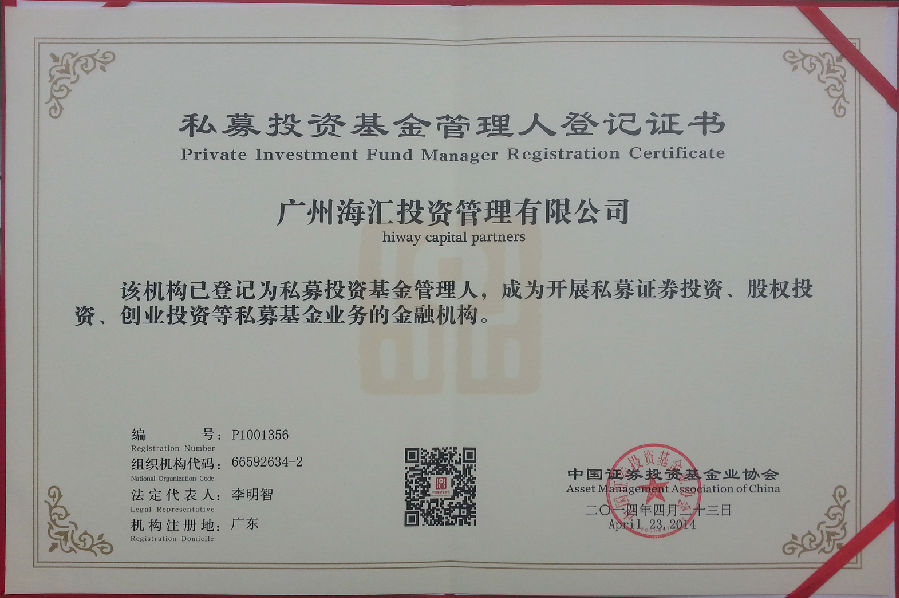 私募投资基金管理人登记证书
Private Investment Fund Manager Registration Certificate
广州海汇投资管理有限公司
hiway capital partners
该机构已登记为私募投资基金管理人，成为开展私募证券投资、股权投
资、创业投资等私募基金业务的金融机构。
编 号：P1001356
Registration Number
组织机构代码：66592634-2
National Organization Code
法定代表人：李明智
Legal Representative
机构注册地：广东
Registration Domicile
中国证券投资基金业协会
Asset Management Association of China
二〇一四年四月二十三日
April 23, 2014